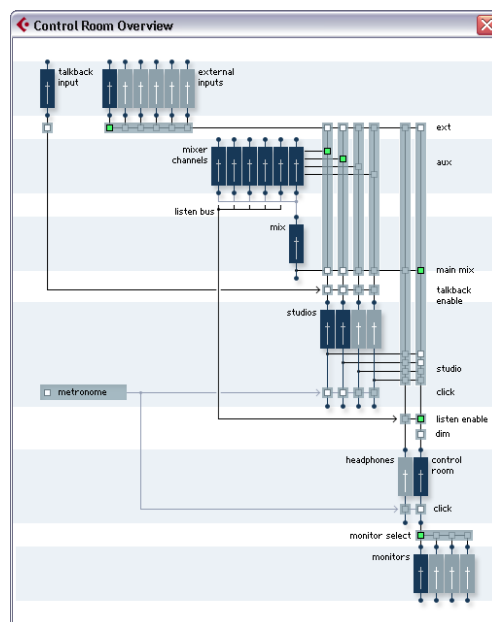 Control Room Overview
talkback
input
external
inputs
ext
mixer
channels
aux
listen bus
mix
main mix
talkback
enable
studios
studio
metronome
click
listen enable
dim
headphones
control
room
click
monitor select
monitors